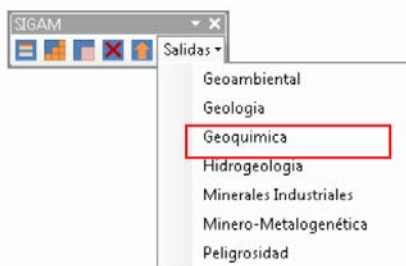 SIGAM
Salidas
Geoambiental
Geologia
Geoquimica
Hidrogeologia
Minerales Industriales
Minero-Metalogenética
Peligrosidad